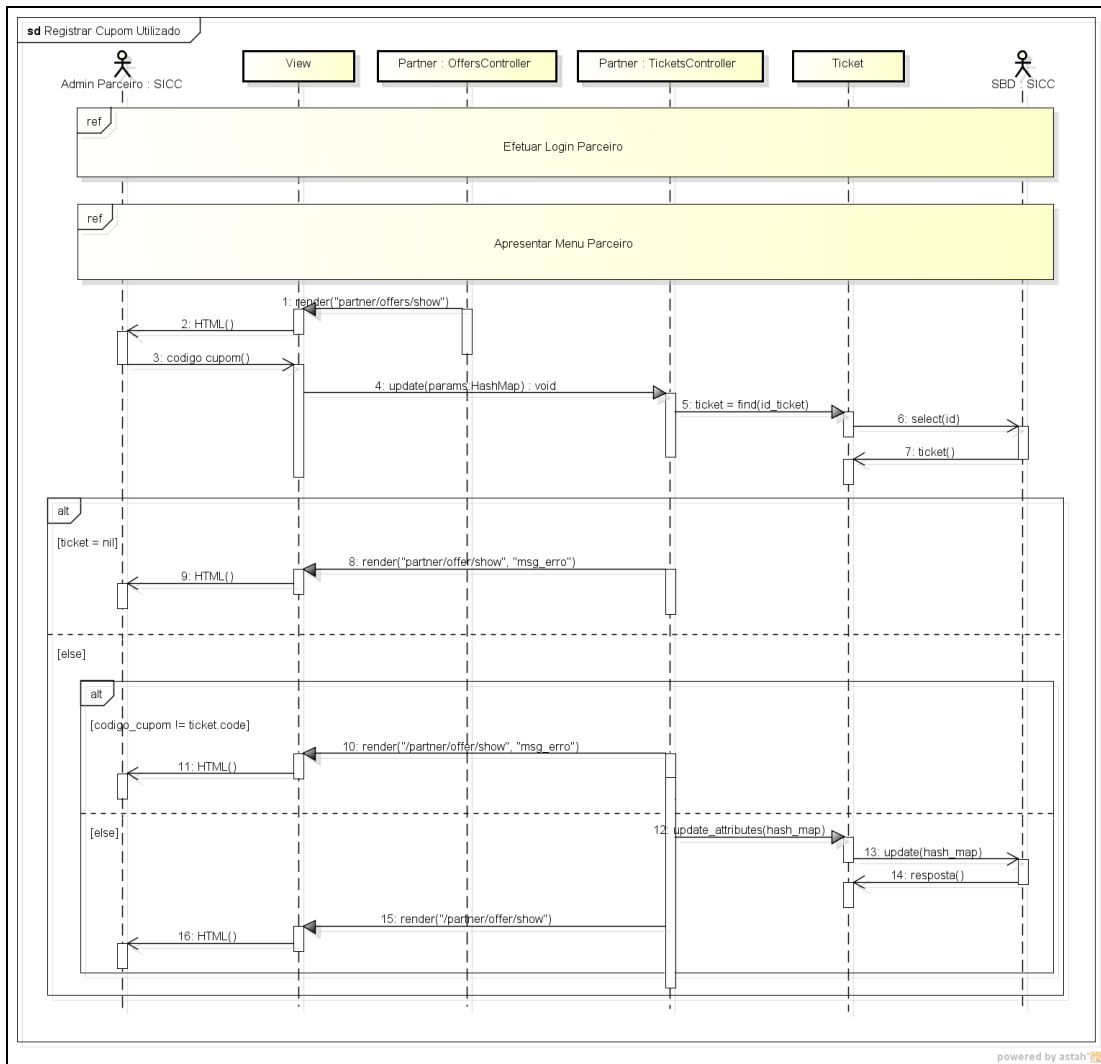 sd Registrar Cupom Utilizado
Admin Parceiro : SICC
View
Partner : OffersController
Partner : TicketsController
Ticket
SBD : SICC
ref
Efetuar Login Parceiro
ref
Apresentar Menu Parceiro
1: render("partner/offers/show")
2: HTML()
3: codigo cupom()
4: update(params:HashMap) : void
5: ticket = find(id_ticket)
6: select(id)
7: ticket()
alt
[ticket = nil]
8: render("partner/offer/show", "msg_erro")
9: HTML()
[else]
alt
[codigo_cupom != ticket.code]
10: render("/partner/offer/show", "msg_erro")
11: HTML()
[else]
12: update_attributes(hash_map)
13: update(hash_map)
14: resposta()
15: render("/partner/offer/show")
16: HTML()
powered by astah*